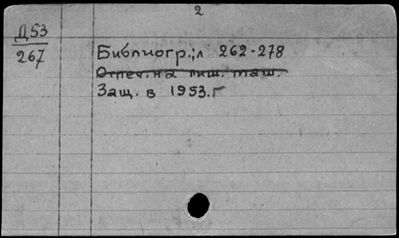 2
Д53
267
Библиогр.: л 262-278
Отпеч. на пиш. маш.
Защ. в 1953.г